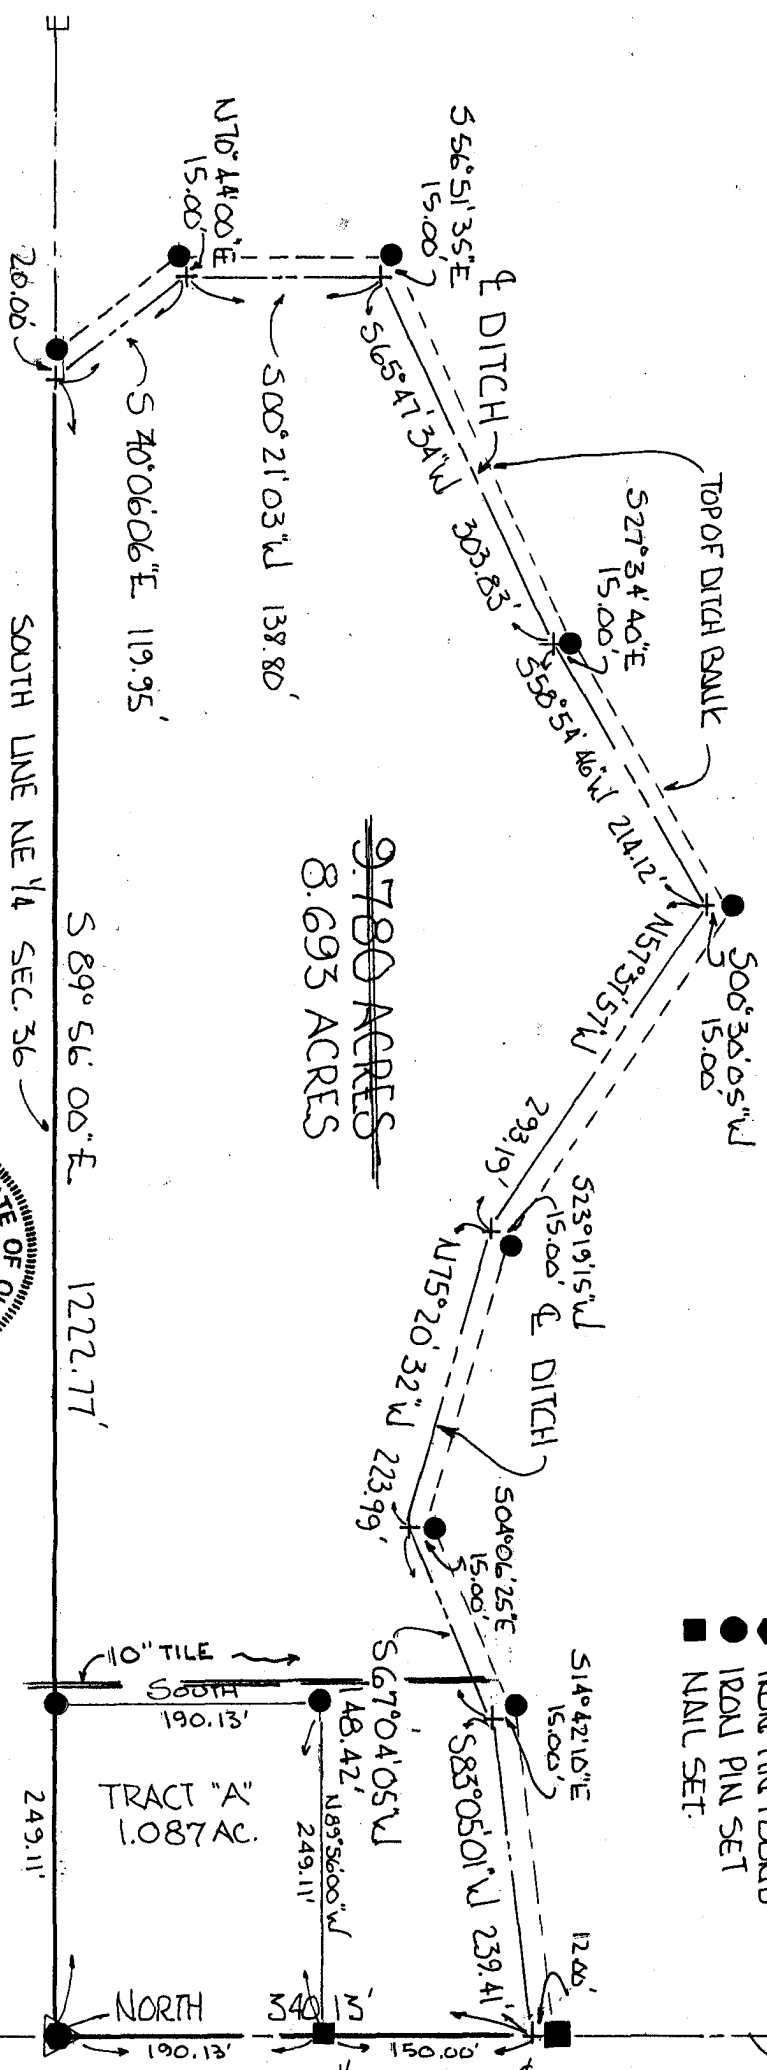 IRON PIN SET
NAIL SET.
TOP OF DITCH BANK
℄ DITCH
S 56°51'35"E
15.00'
N70°44'00"E
15.00'
20.00'
S 40°06'06"E 119.95'
S00°21'03"W 138.80'
S65°47'34"W 303.83'
S27°34'40"E
15.00'
S58°54'46"W 214.12'
S00°30'05"W
15.00'
N57°37'57"W 293.19'
S23°19'15"W
15.00'
℄ DITCH
N75°20'32"W 223.99'
S04°06'25"E
15.00'
S67°04'05"W
148.42'
S14°42'10"E
15.00'
S83°05'01"W 239.41'
12.00'
9.780 ACRES
8.693 ACRES
SOUTH LINE NE 1/4 SEC. 36
S 89°56'00"E 1222.77'
10" TILE
SOUTH
190.13'
TRACT "A"
1.087 AC.
N89°56'00"W
249.11'
249.11'
NORTH 340.13'
190.13'
150.00'